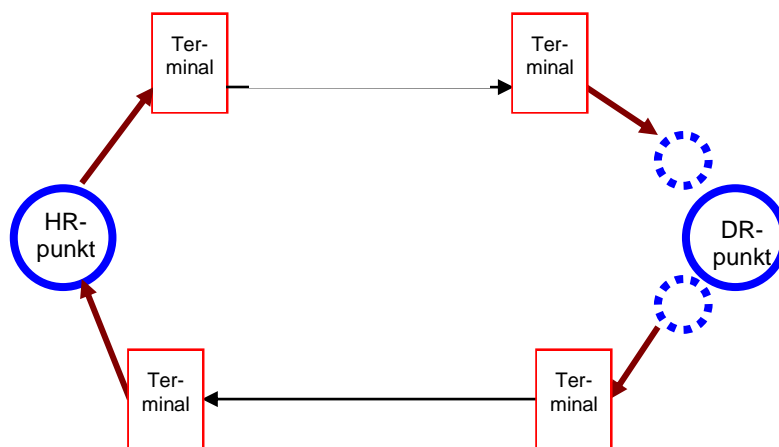 Ter-
minal
Ter-
minal
HR-
punkt
DR-
punkt
Ter-
minal
Ter-
minal